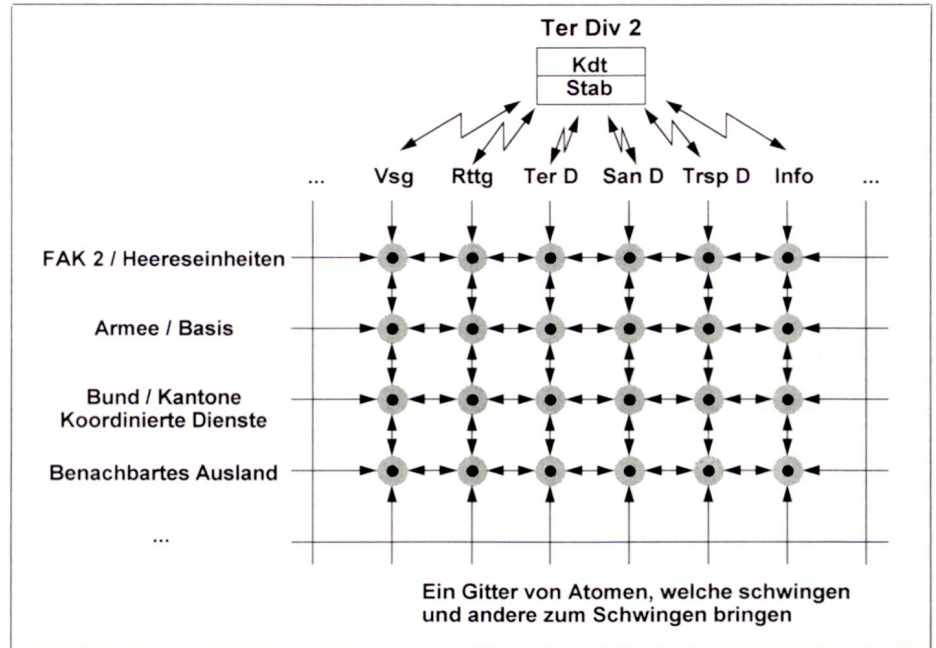 Ter Div 2
Kdt
Stab
... Vsg Rttg Ter D San D Trsp D Info ...
FAK 2 / Heereseinheiten
Armee / Basis
Bund / Kantone
Koordinierte Dienste
Benachbartes Ausland
...
Ein Gitter von Atomen, welche schwingen
und andere zum Schwingen bringen